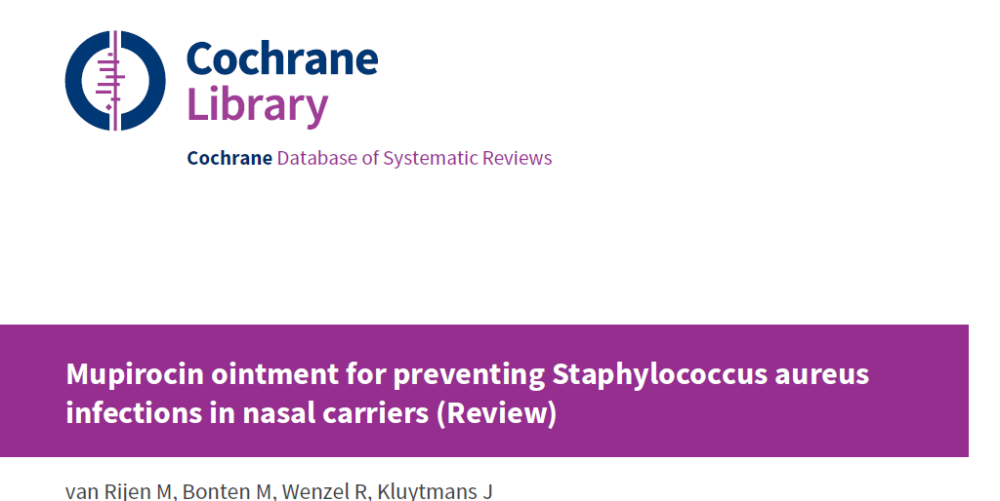 Cochrane
Library
Cochrane Database of Systematic Reviews
Mupirocin ointment for preventing Staphylococcus aureus
infections in nasal carriers (Review)
van Rijen M, Bonten M, Wenzel R, Kluytmans J